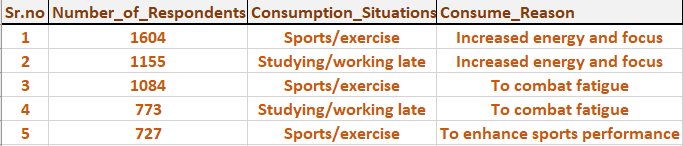 Sr.no Number_of_Respondents Consumption_Situations Consume_Reason
1 1604 Sports/exercise Increased energy and focus
2 1155 Studying/working late Increased energy and focus
3 1084 Sports/exercise To combat fatigue
4 773 Studying/working late To combat fatigue
5 727 Sports/exercise To enhance sports performance